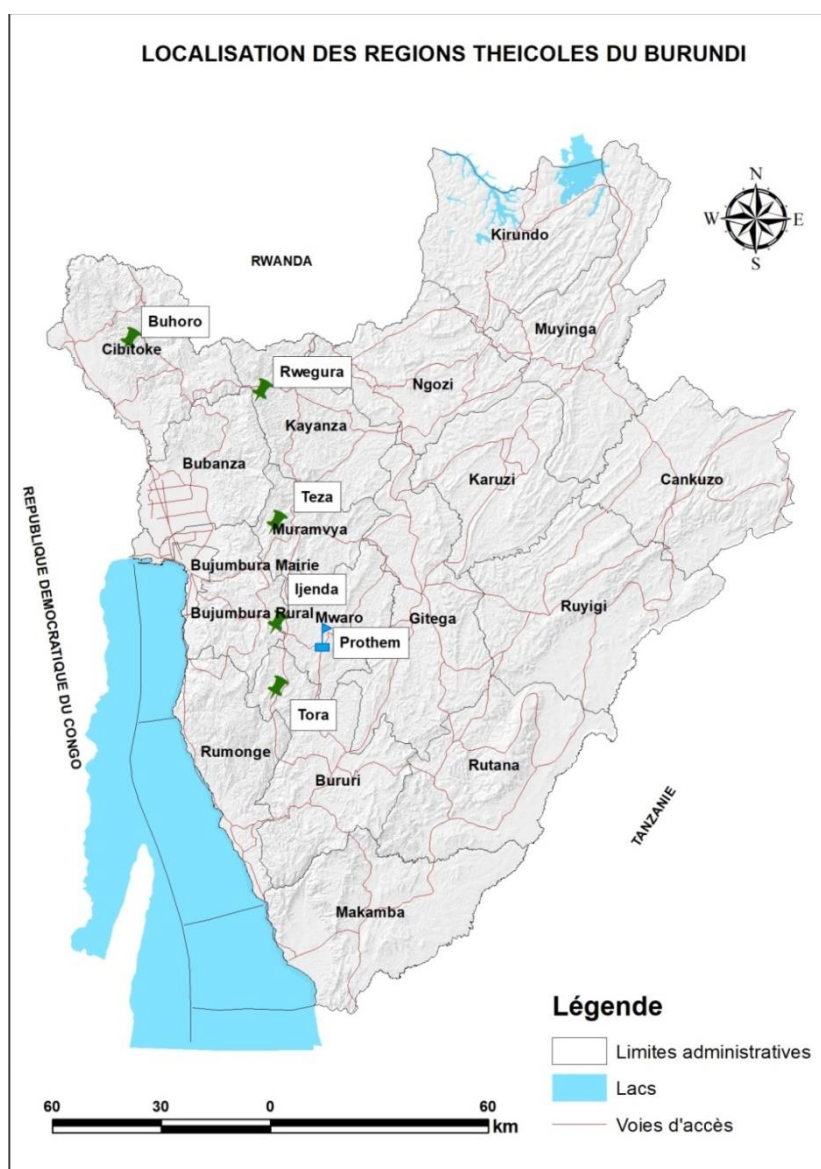 LOCALISATION DES REGIONS THEICOLES DU BURUNDI
N
W
E
S
Kirundo
RWANDA
Buhoro
Muyinga
Cibitoke
Rwegura
Ngozi
Kayanza
Bubanza
Karuzi
Cankuzo
Teza
Muramvya
REPUBLIQUE DEMOCRATIQUE DU CONGO
Bujumbura Mairie
Ijenda
Ruyigi
Bujumbura Rural
Mwaro
Gitega
Prothem
Tora
Rumonge
Rutana
Bururi
TANZANIE
Makamba
Légende
Limites administratives
Lacs
Voies d'accès
60 30 0 60
km